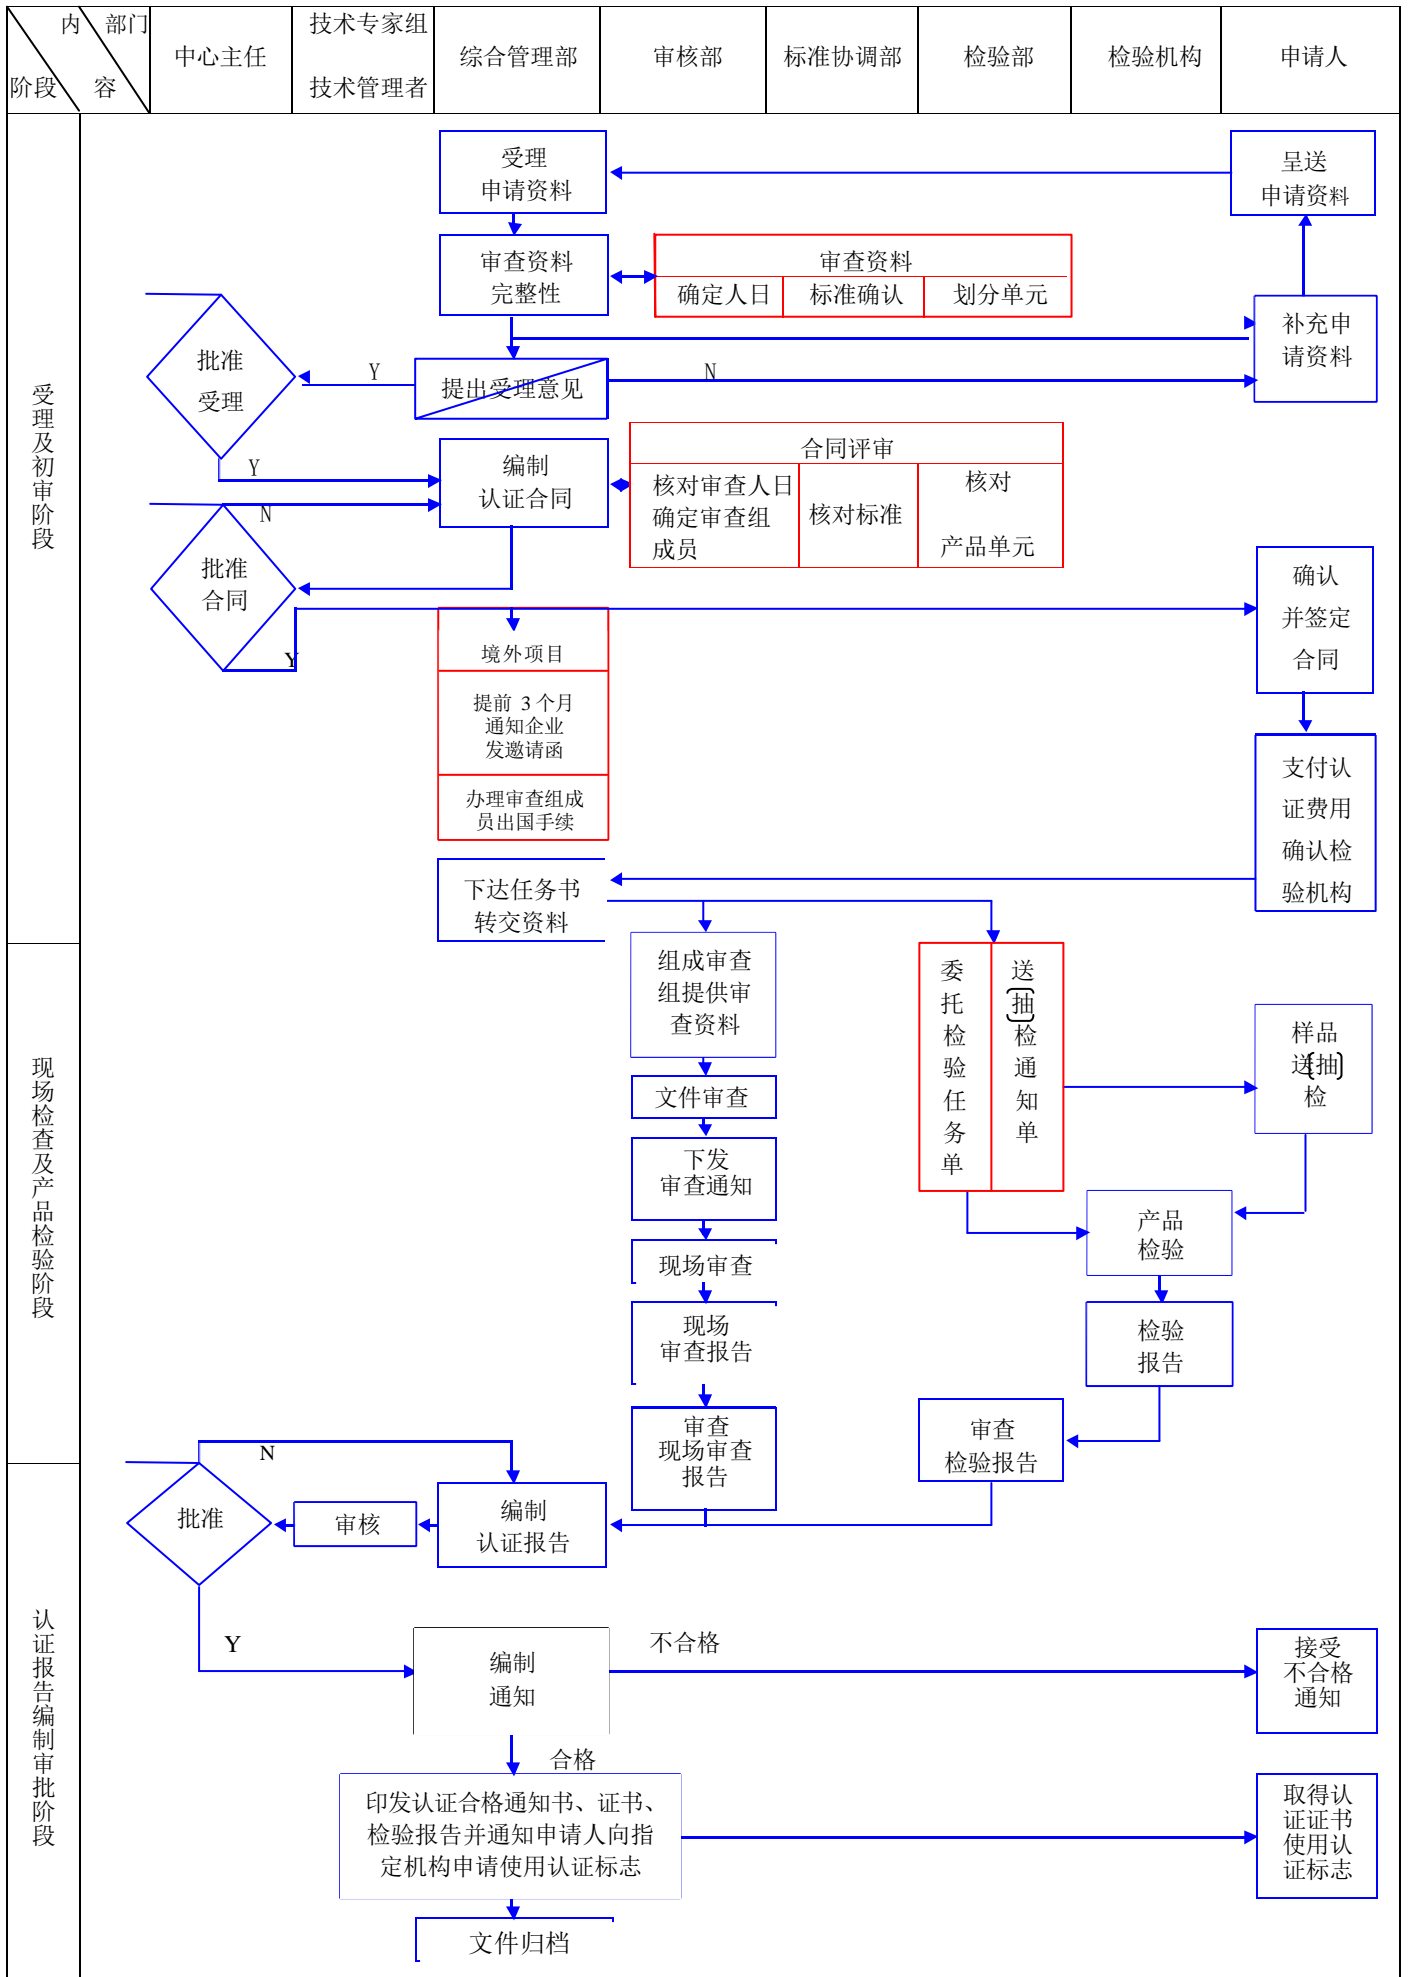 内 部门
阶段 容
中心主任
技术专家组
技术管理者
综合管理部
审核部
标准协调部
检验部
检验机构
申请人
受理及初审阶段
受理
申请资料
呈送
申请资料
审查资料
完整性
审查资料
确定人日
标准确认
划分单元
补充申
请资料
批准
受理
Y
提出受理意见
N
Y
编制
认证合同
合同评审
核对审查人日
确定审查组
成员
核对标准
核对
产品单元
N
批准
合同
Y
确认
并签定
合同
境外项目
提前 3 个月
通知企业
发邀请函
办理审查组成
员出国手续
支付认
证费用
确认检
验机构
下达任务书
转交资料
现场检查及产品检验阶段
组成审查
组提供审
查资料
委托检验任务单
送(抽)检通知单
样品
送(抽)
检
文件审查
下发
审查通知
产品
检验
现场审查
现场
审查报告
检验
报告
审查
现场审查
报告
审查
检验报告
认证报告编制审批阶段
N
批准
审核
编制
认证报告
Y
编制
通知
不合格
接受
不合格
通知
合格
印发认证合格通知书、证书、
检验报告并通知申请人向指
定机构申请使用认证标志
取得认
证证书
使用认
证标志
文件归档